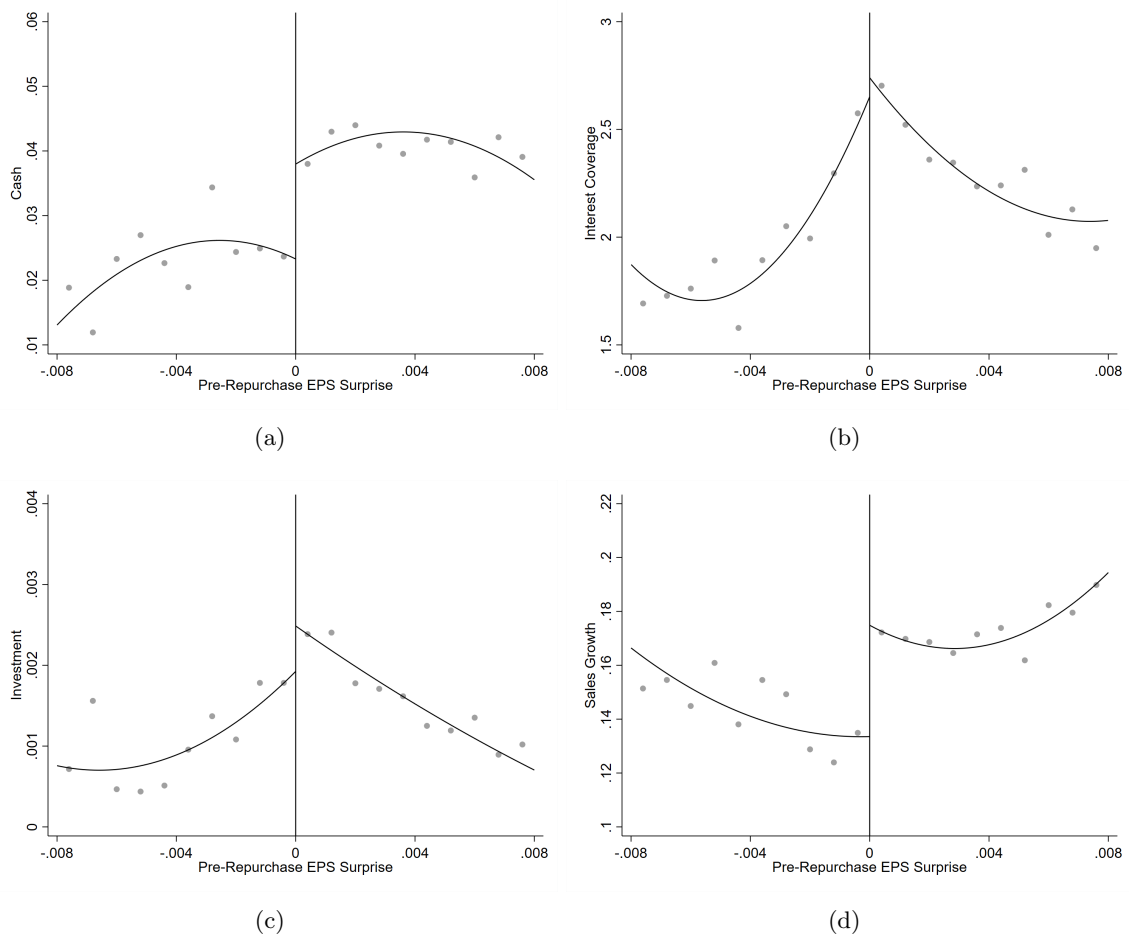 .06
.05
.04
.03
.02
.01
Cash
-.008 -.004 0 .004 .008
Pre-Repurchase EPS Surprise
(a)
3
2.5
2
1.5
Interest Coverage
-.008 -.004 0 .004 .008
Pre-Repurchase EPS Surprise
(b)
.004
.003
.002
.001
0
Investment
-.008 -.004 0 .004 .008
Pre-Repurchase EPS Surprise
(c)
.22
.2
.18
.16
.14
.12
.1
Sales Growth
-.008 -.004 0 .004 .008
Pre-Repurchase EPS Surprise
(d)